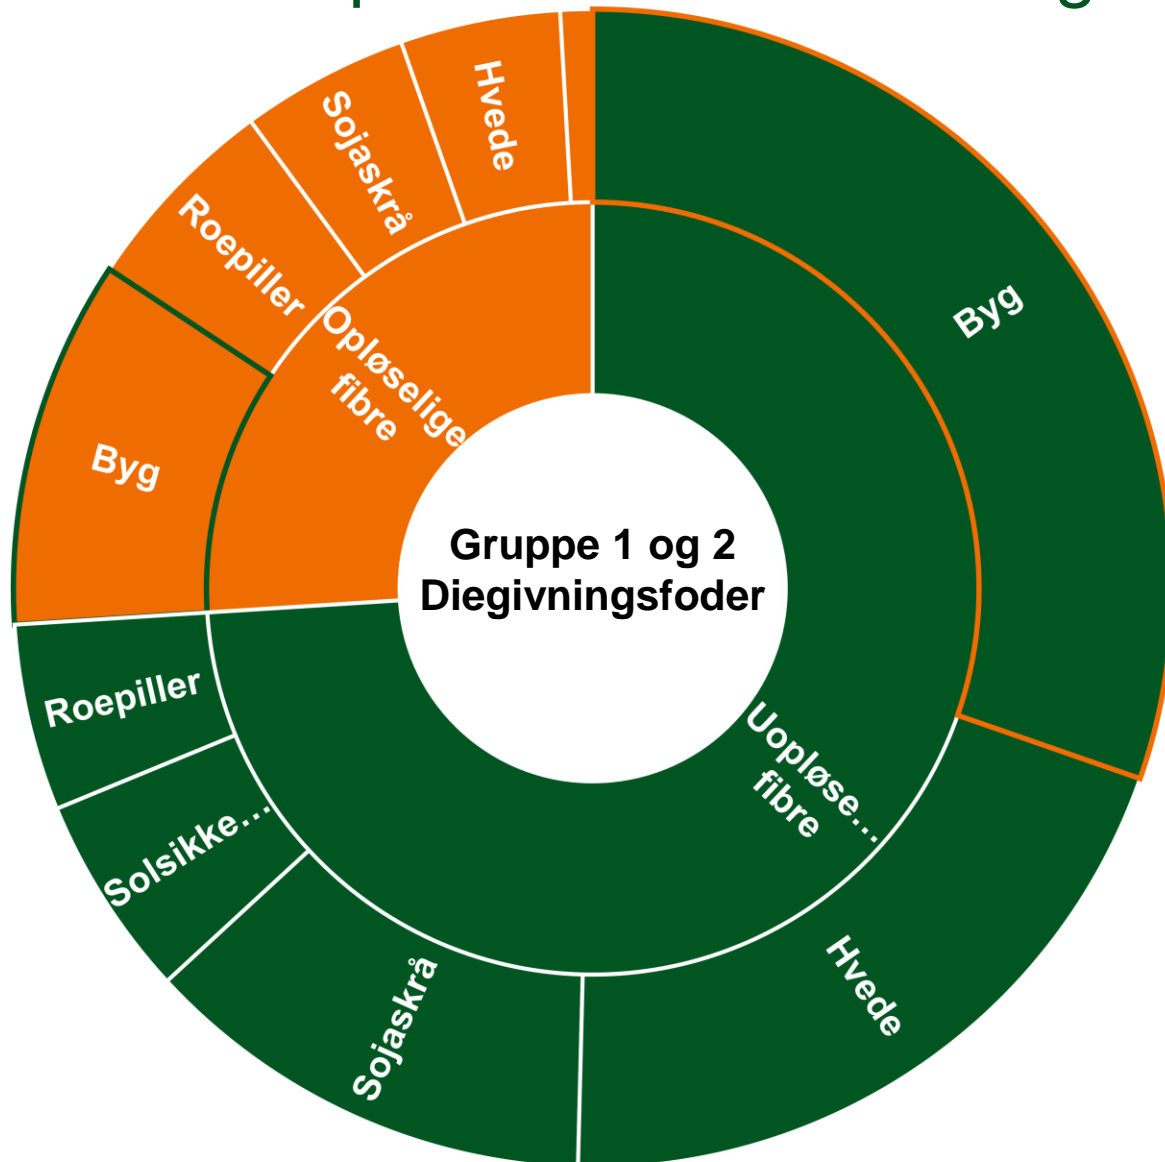 Gruppe 1 og 2
Diegivningsfoder
Uopløse...
fibre
Opløselige
fibre
Byg
Hvede
Sojaskrå
Solsikke...
Roepiller
Byg
Roepiller
Sojaskrå
Hvede